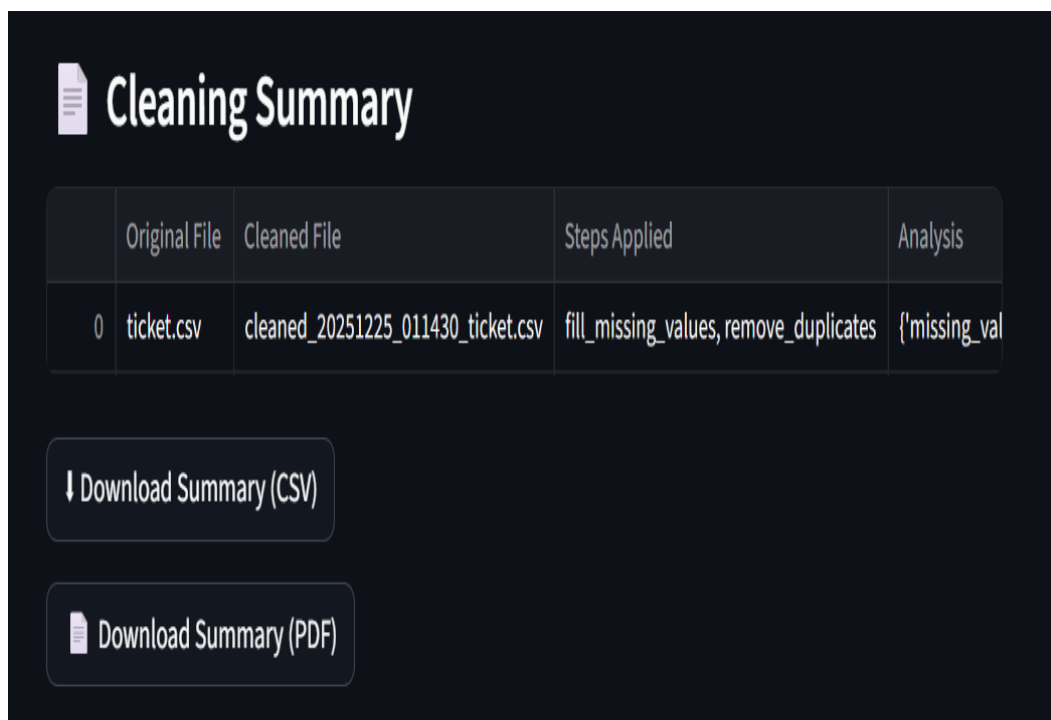 Cleaning Summary
Original File Cleaned File Steps Applied Analysis
0 ticket.csv cleaned_20251225_011430_ticket.csv fill_missing_values, remove_duplicates {'missing_val
Download Summary (CSV)
Download Summary (PDF)